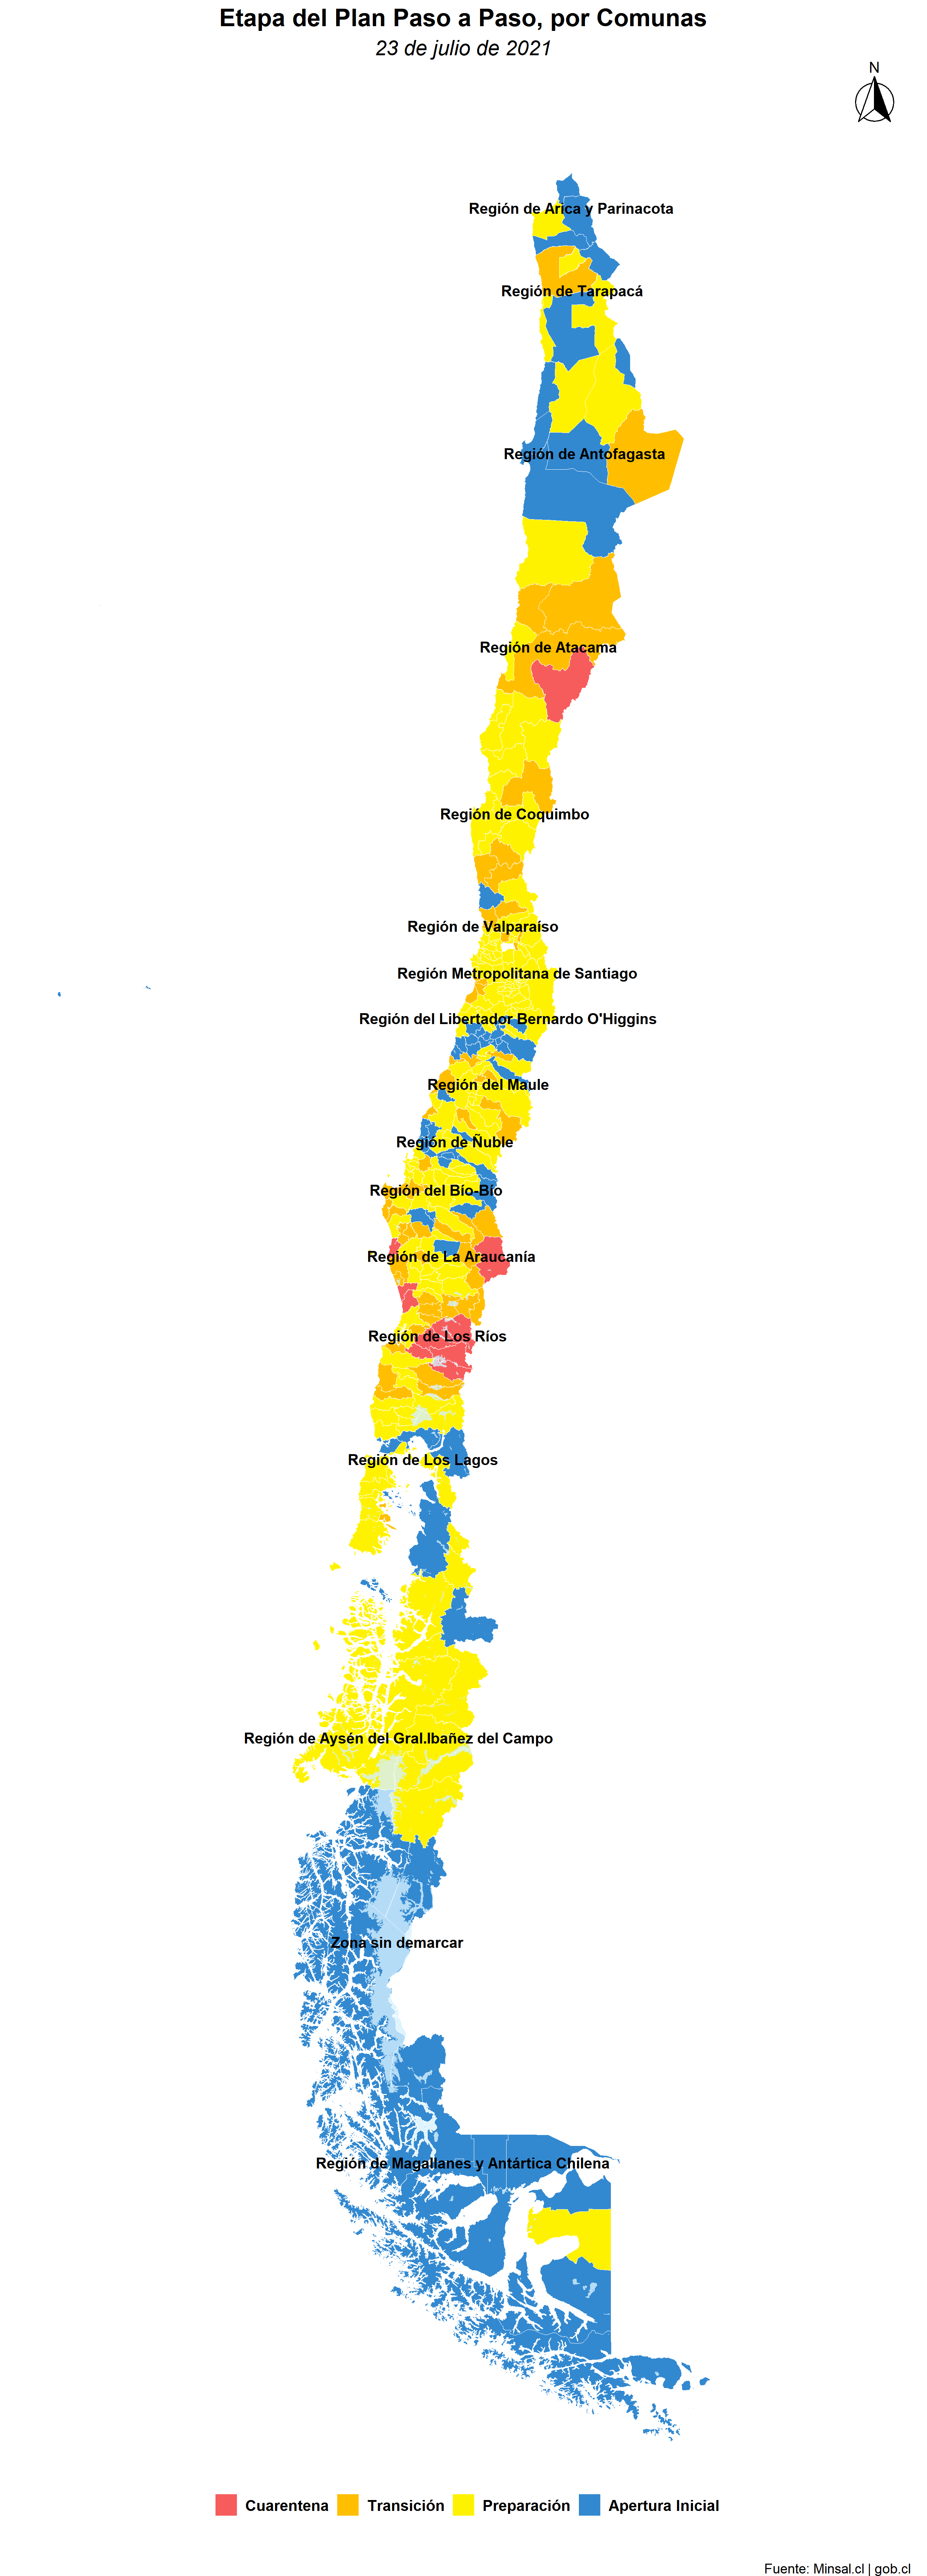 Etapa del Plan Paso a Paso, por Comunas
23 de julio de 2021
N
Región de Arica y Parinacota
Región de Tarapacá
Región de Antofagasta
Región de Atacama
Región de Coquimbo
Región de Valparaíso
Región Metropolitana de Santiago
Región del Libertador Bernardo O'Higgins
Región del Maule
Región de Ñuble
Región del Bío-Bío
Región de La Araucanía
Región de Los Ríos
Región de Los Lagos
Región de Aysén del Gral.Ibañez del Campo
Zona sin demarcar
Región de Magallanes y Antártica Chilena
Cuarentena Transición Preparación Apertura Inicial
Fuente: Minsal.cl | gob.cl